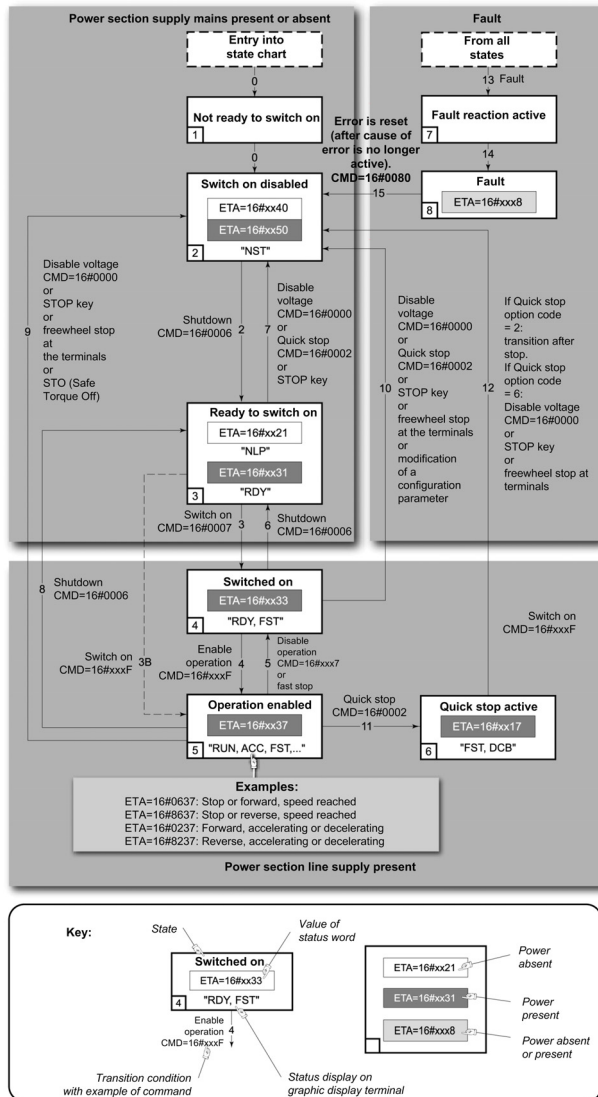 Power section supply mains present or absent
Entry into
state chart
0
Not ready to switch on
1
0
Switch on disabled
ETA=16#xx40
ETA=16#xx50
2
"NST"
Fault
From all
states
13 Fault
Fault reaction active
7
14
Fault
ETA=16#xxx8
8
Error is reset
(after cause of
error is no longer
active).
CMD=16#0080
15
9
Disable voltage
CMD=16#0000
or
STOP key
or
freewheel stop
at
the terminals
or
STO (Safe
Torque Off)
Shutdown
CMD=16#0006
2
7
Disable
voltage
CMD=16#0000
or
Quick stop
CMD=16#0002
or
STOP key
10
Disable
voltage
CMD=16#0000
or
Quick stop
CMD=16#0002
or
STOP key
or
freewheel stop
at the terminals
or
modification
of a
configuration
parameter
12
If Quick stop
option code
= 2:
transition after
stop.
If Quick stop
option code
= 6:
Disable voltage
CMD=16#0000
or
STOP key
or
freewheel stop at
terminals
Ready to switch on
ETA=16#xx21
"NLP"
ETA=16#xx31
3
"RDY"
Switch on
CMD=16#0007
3
6
Shutdown
CMD=16#0006
Switched on
ETA=16#xx33
4
"RDY, FST"
8
Shutdown
CMD=16#0006
Switch on
CMD=16#xxxF
3B
Enable
operation
CMD=16#xxxF
4
5
Disable
operation
CMD=16#xxx7
or
fast stop
Switch on
CMD=16#xxxF
Operation enabled
ETA=16#xx37
5
"RUN, ACC, FST,..."
Quick stop
CMD=16#0002
11
Quick stop active
ETA=16#xx17
6
"FST, DCB"
Examples:
ETA=16#0637: Stop or forward, speed reached
ETA=16#8637: Stop or reverse, speed reached
ETA=16#0237: Forward, accelerating or decelerating
ETA=16#8237: Reverse, accelerating or decelerating
Power section line supply present
Key:
State
Value of
status word
Switched on
ETA=16#xx33
4
"RDY, FST"
Enable
operation
CMD=16#xxxF
4
Transition condition
with example of command
Status display on
graphic display terminal
ETA=16#xx21
ETA=16#xx31
ETA=16#xxx8
Power
absent
Power
present
Power absent
or present